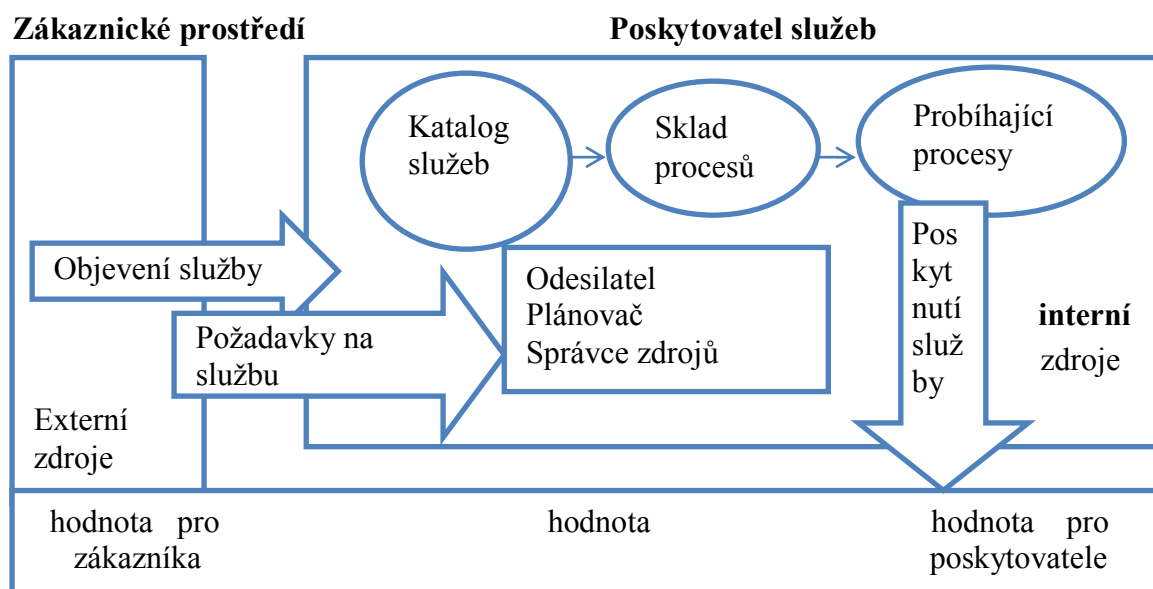 Zákaznické prostředí
Poskytovatel služeb
Katalog
služeb
Sklad
procesů
Probíhající
procesy
Objevení služby
Požadavky na
službu
Odesilatel
Plánovač
Správce zdrojů
Pos
kyt
nutí
služ
by
interní
zdroje
Externí
zdroje
hodnota pro
zákazníka
hodnota
hodnota pro
poskytovatele